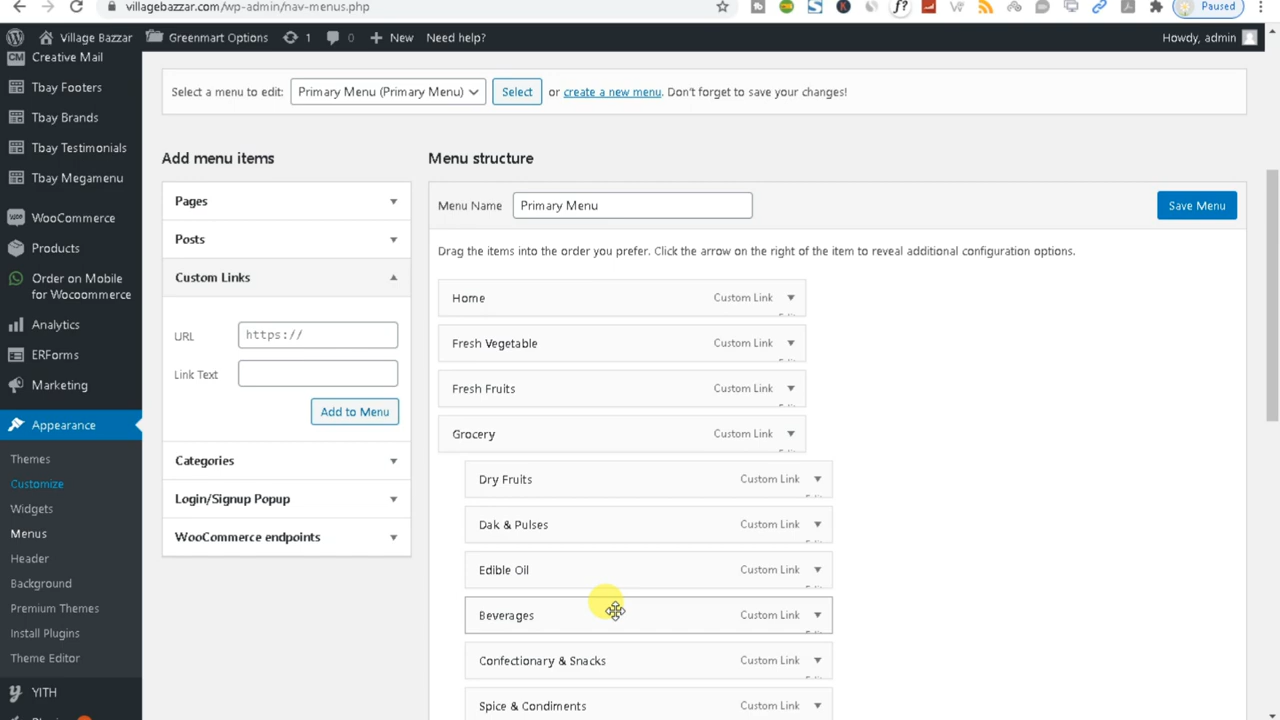 villagebazzar.com/wp-admin/nav-menus.php
Paused
Village Bazzar
Greenmart Options
1
0
New
Need help?
Howdy, admin
Creative Mail
Tbay Footers
Tbay Brands
Tbay Testimonials
Tbay Megamenu
WooCommerce
Products
Order on Mobile
for Wocoommerce
Analytics
ERForms
Marketing
Appearance
Themes
Customize
Widgets
Menus
Header
Background
Premium Themes
Install Plugins
Theme Editor
YITH
Select a menu to edit: Primary Menu (Primary Menu) Select or create a new menu. Don't forget to save your changes!
Add menu items
Pages
Posts
Custom Links
URL https://
Link Text
Add to Menu
Categories
Login/Signup Popup
WooCommerce endpoints
Menu structure
Menu Name Primary Menu Save Menu
Drag the items into the order you prefer. Click the arrow on the right of the item to reveal additional configuration options.
Home Custom Link
Fresh Vegetable Custom Link
Fresh Fruits Custom Link
Grocery Custom Link
Dry Fruits Custom Link
Dak & Pulses Custom Link
Edible Oil Custom Link
Beverages Custom Link
Confectionary & Snacks Custom Link
Spice & Condiments Custom Link